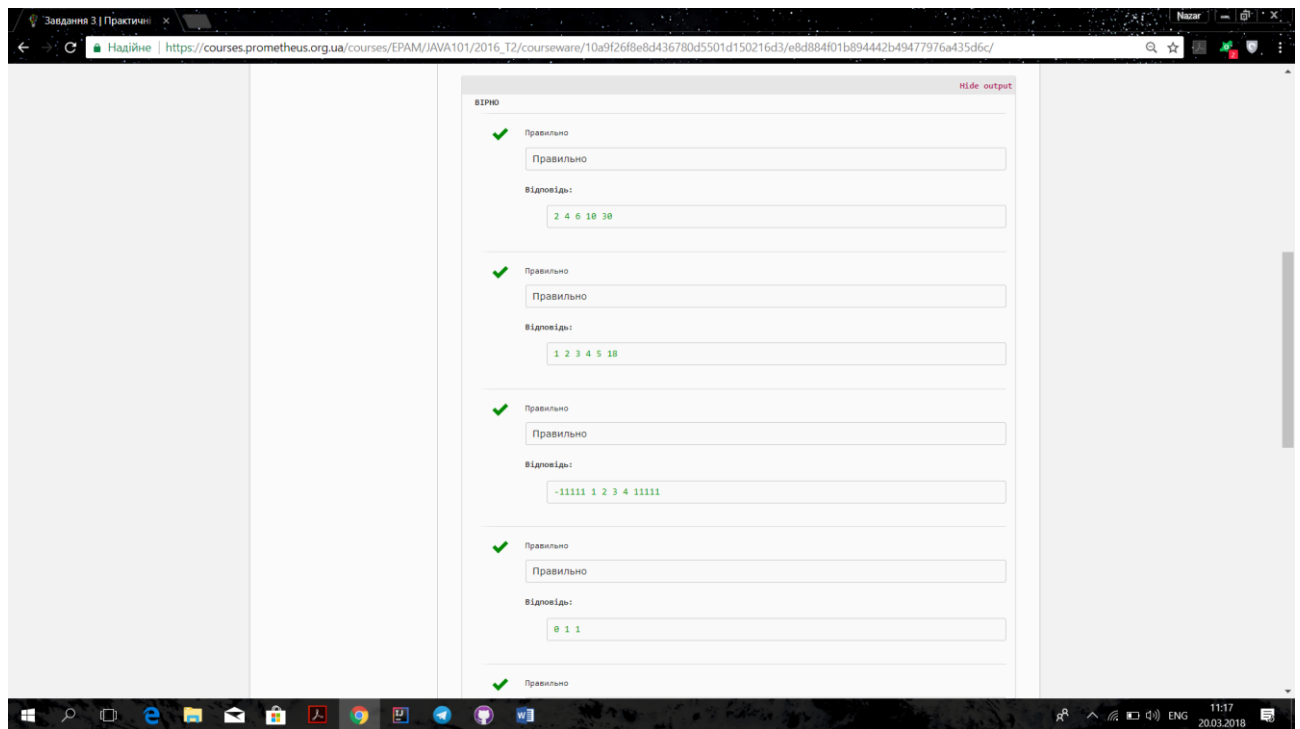 Завдання 3 | Практичні
Nazar
Надійне | https://courses.prometheus.org.ua/courses/EPAM/JAVA101/2016_T2/courseware/10a9f26f8e8d436780d5501d150216d3/e8d884f01b894442b49477976a435d6c/
Hide output
ВІРНО
Правильно
Правильно
Відповідь:
2 4 6 10 30
Правильно
Правильно
Відповідь:
1 2 3 4 5 18
Правильно
Правильно
Відповідь:
-11111 1 2 3 4 11111
Правильно
Правильно
Відповідь:
0 1 1
Правильно
ENG
11:17
20.03.2018